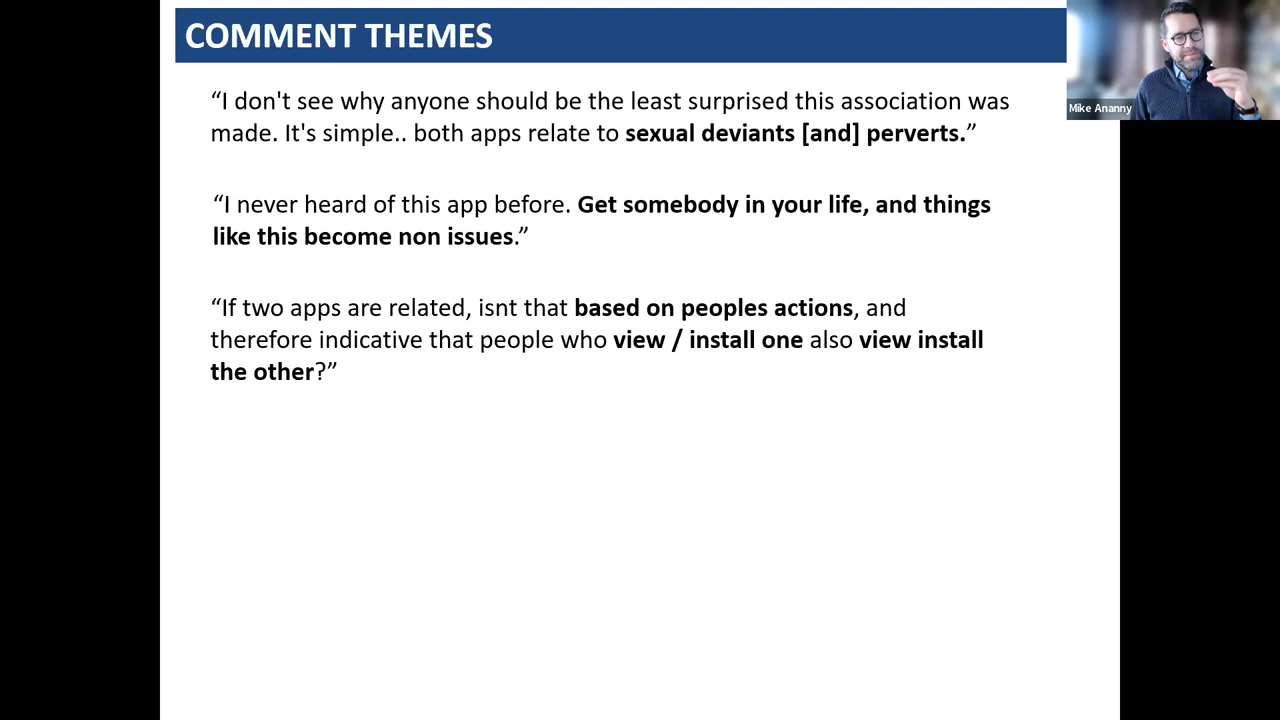 COMMENT THEMES
Mike Ananny
“I don't see why anyone should be the least surprised this association was
made. It's simple.. both apps relate to sexual deviants [and] perverts.”
“I never heard of this app before. Get somebody in your life, and things
like this become non issues.”
“If two apps are related, isnt that based on peoples actions, and
therefore indicative that people who view / install one also view install
the other?”